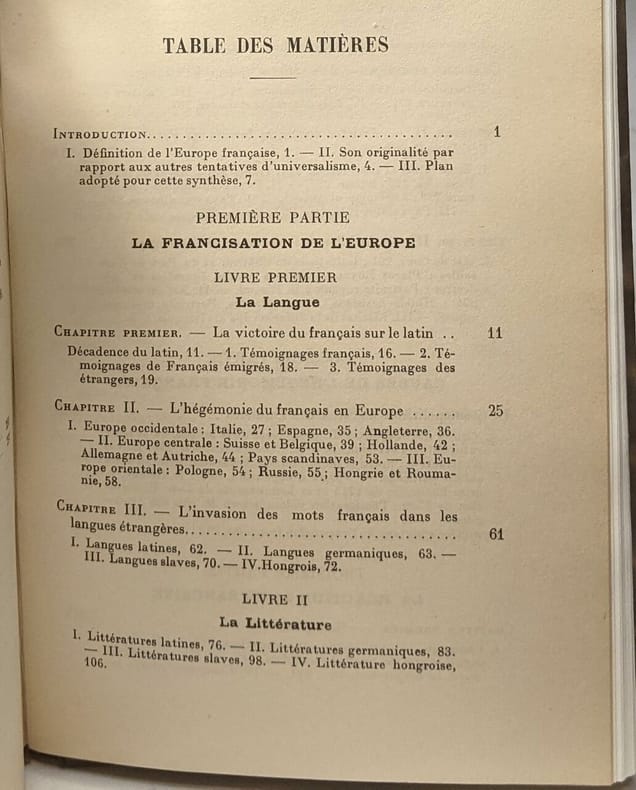 TABLE DES MATIÈRES
INTRODUCTION........................................ 1
I. Définition de l'Europe française, 1. — II. Son originalité par
rapport aux autres tentatives d'universalisme, 4. — III. Plan
adopté pour cette synthèse, 7.
PREMIÈRE PARTIE
LA FRANCISATION DE L'EUROPE
LIVRE PREMIER
La Langue
CHAPITRE PREMIER. — La victoire du français sur le latin .. 11
Décadence du latin, 11. — 1. Témoignages français, 16. — 2. Té-
moignages de Français émigrés, 18. — 3. Témoignages des
étrangers, 19.
CHAPITRE II. — L'hégémonie du français en Europe ...... 25
I. Europe occidentale : Italie, 27 ; Espagne, 35 ; Angleterre, 36.
— II. Europe centrale : Suisse et Belgique, 39 ; Hollande, 42 ;
Allemagne et Autriche, 44 ; Pays scandinaves, 53. — III. Eu-
rope orientale : Pologne, 54 ; Russie, 55 ; Hongrie et Rouma-
nie, 58.
CHAPITRE III. — L'invasion des mots français dans les
langues étrangères.................................. 61
I. Langues latines, 62. — II. Langues germaniques, 63. —
III. Langues slaves, 70. — IV. Hongrois, 72.
LIVRE II
La Littérature
I. Littératures latines, 76. — II. Littératures germaniques, 83.
— III. Littératures slaves, 98. — IV. Littérature hongroise,
106.